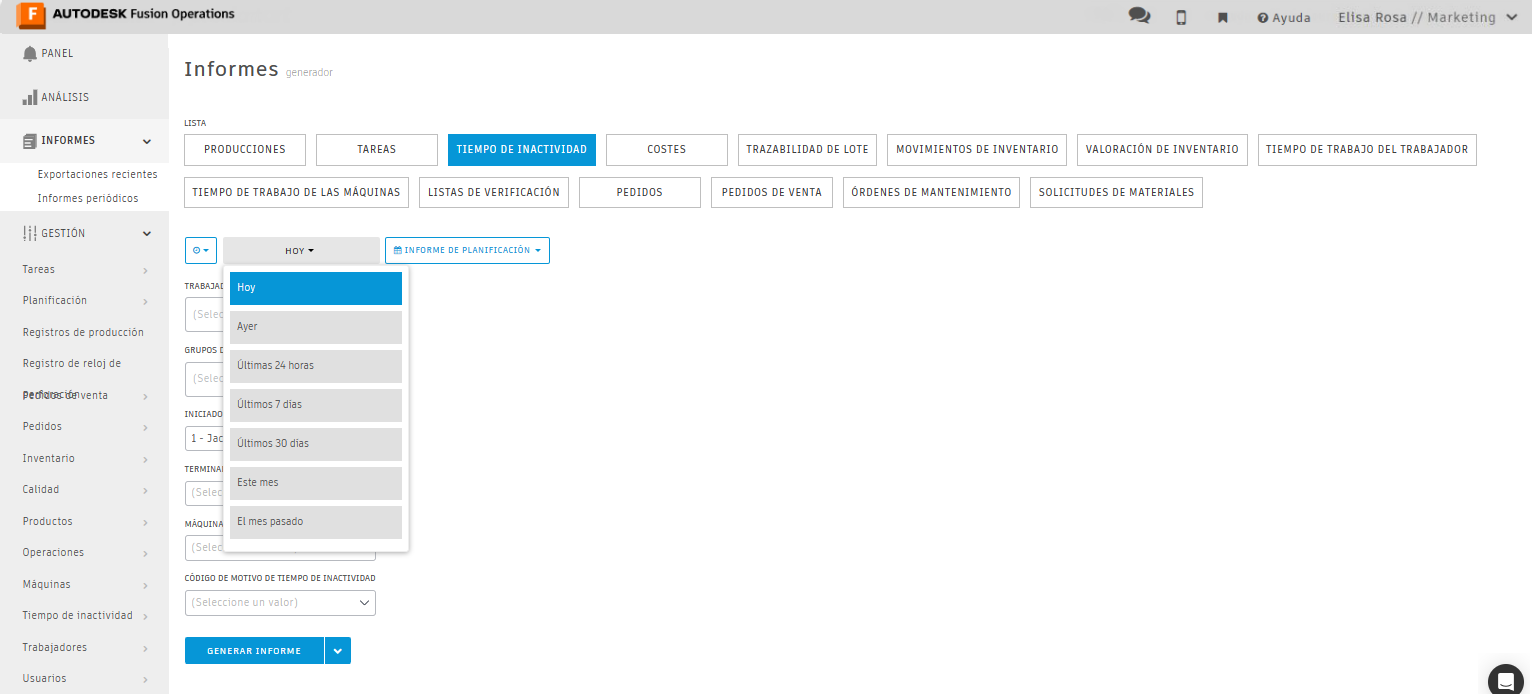 F AUTODESK Fusion Operations
Ayuda
Elisa Rosa // Marketing
PANEL
ANÁLISIS
INFORMES
Exportaciones recientes
Informes periódicos
GESTIÓN
Tareas
Planificación
Registros de producción
Registro de reloj de
perforación
Pedidos de venta
Pedidos
Inventario
Calidad
Productos
Operaciones
Máquinas
Tiempo de inactividad
Trabajadores
Usuarios
Informes generador
LISTA
PRODUCCIONES TAREAS TIEMPO DE INACTIVIDAD COSTES TRAZABILIDAD DE LOTE MOVIMIENTOS DE INVENTARIO VALORACIÓN DE INVENTARIO TIEMPO DE TRABAJO DEL TRABAJADOR
TIEMPO DE TRABAJO DE LAS MÁQUINAS LISTAS DE VERIFICACIÓN PEDIDOS PEDIDOS DE VENTA ÓRDENES DE MANTENIMIENTO SOLICITUDES DE MATERIALES
HOY INFORME DE PLANIFICACIÓN
Hoy
Ayer
Últimas 24 horas
Últimos 7 días
Últimos 30 días
Este mes
El mes pasado
TRABAJAD
(Selec
GRUPOS D
(Selec
INICIADO
1 - Jac
TERMINA
(Selec
MÁQUINA
(Selec
CÓDIGO DE MOTIVO DE TIEMPO DE INACTIVIDAD
(Seleccione un valor)
GENERAR INFORME